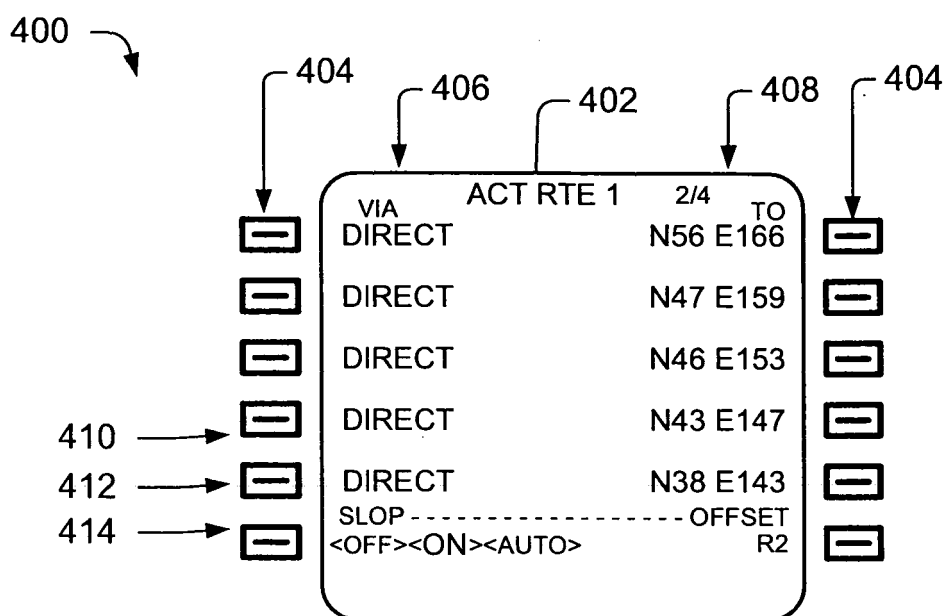 400
404 406 402 408 404
ACT RTE 1 2/4
VIA TO
DIRECT N56 E166
DIRECT N47 E159
DIRECT N46 E153
410 DIRECT N43 E147
412 DIRECT N38 E143
SLOP - - - - - - - - - - - - - - - - - - - - - OFFSET
414 <OFF><ON><AUTO> R2